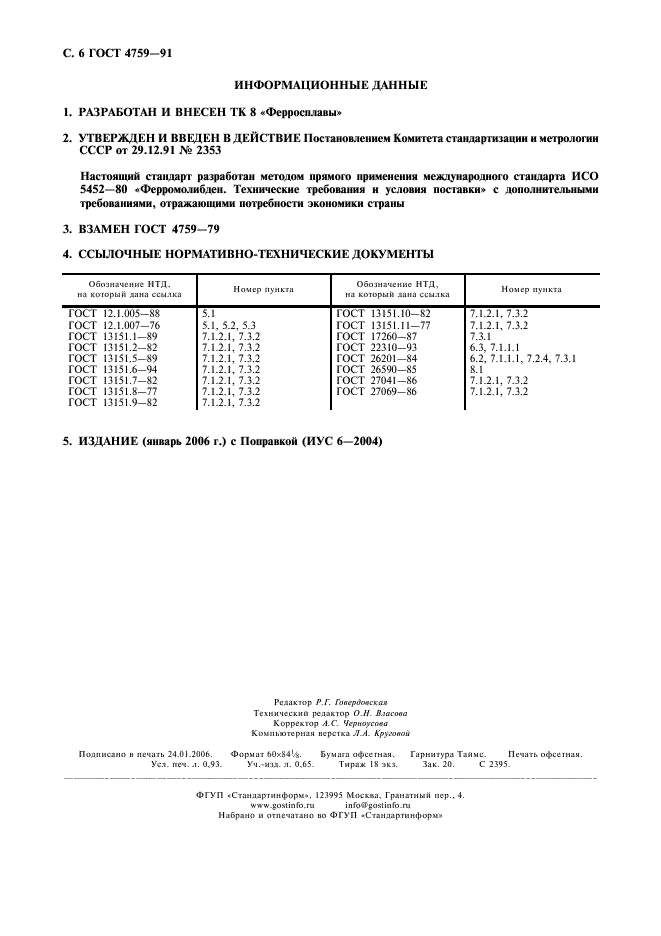 С. 6 ГОСТ 4759—91
ИНФОРМАЦИОННЫЕ ДАННЫЕ
1. РАЗРАБОТАН И ВНЕСЕН ТК 8 «Ферросплавы»
2. УТВЕРЖДЕН И ВВЕДЕН В ДЕЙСТВИЕ Постановлением Комитета стандартизации и метрологии
СССР от 29.12.91 № 2353
Настоящий стандарт разработан методом прямого применения международного стандарта ИСО
5452—80 «Ферромолибден. Технические требования и условия поставки» с дополнительными
требованиями, отражающими потребности экономики страны
3. ВЗАМЕН ГОСТ 4759—79
4. ССЫЛОЧНЫЕ НОРМАТИВНО-ТЕХНИЧЕСКИЕ ДОКУМЕНТЫ
Обозначение НТД, на который дана ссылка | Номер пункта | Обозначение НТД, на который дана ссылка | Номер пункта
ГОСТ 12.1.005—88 | 5.1 | ГОСТ 13151.10—82 | 7.1.2.1, 7.3.2
ГОСТ 12.1.007—76 | 5.1, 5.2, 5.3 | ГОСТ 13151.11—77 | 7.1.2.1, 7.3.2
ГОСТ 13151.1—89 | 7.1.2.1, 7.3.2 | ГОСТ 17260—87 | 7.3.1
ГОСТ 13151.2—82 | 7.1.2.1, 7.3.2 | ГОСТ 22310—93 | 6.3, 7.1.1.1
ГОСТ 13151.5—89 | 7.1.2.1, 7.3.2 | ГОСТ 26201—84 | 6.2, 7.1.1.1, 7.2.4, 7.3.1
ГОСТ 13151.6—94 | 7.1.2.1, 7.3.2 | ГОСТ 26590—85 | 8.1
ГОСТ 13151.7—82 | 7.1.2.1, 7.3.2 | ГОСТ 27041—86 | 7.1.2.1, 7.3.2
ГОСТ 13151.8—77 | 7.1.2.1, 7.3.2 | ГОСТ 27069—86 | 7.1.2.1, 7.3.2
ГОСТ 13151.9—82 | 7.1.2.1, 7.3.2
5. ИЗДАНИЕ (январь 2006 г.) с Поправкой (ИУС 6—2004)
Редактор Р.Г. Говердовская
Технический редактор О.Н. Власова
Корректор А.С. Черноусова
Компьютерная верстка Л.А. Круговой
Подписано в печать 24.01.2006. Формат 60×84⅛. Бумага офсетная. Гарнитура Таймс. Печать офсетная.
Усл. печ. л. 0,93. Уч.-изд. л. 0,65. Тираж 18 экз. Зак. 20. С 2395.
ФГУП «Стандартинформ», 123995 Москва, Гранатный пер., 4.
www.gostinfo.ru info@gostinfo.ru
Набрано и отпечатано во ФГУП «Стандартинформ»